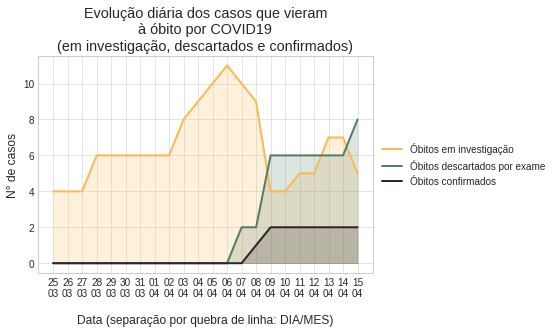 Evolução diária dos casos que vieram
à óbito por COVID19
(em investigação, descartados e confirmados)
N° de casos
10
8
6
4
2
0
Óbitos em investigação
Óbitos descartados por exame
Óbitos confirmados
25 26 27 28 29 30 31 01 02 03 04 05 06 07 08 09 10 11 12 13 14 15
03 03 03 03 03 03 03 04 04 04 04 04 04 04 04 04 04 04 04 04 04 04
Data (separação por quebra de linha: DIA/MES)